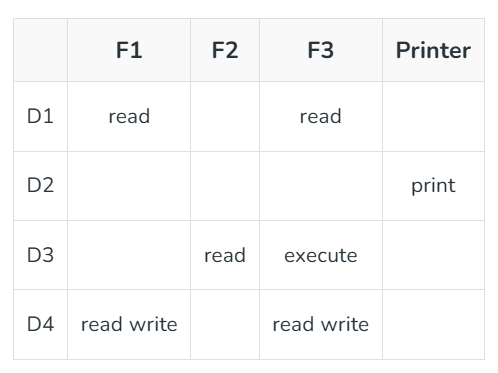 F1 F2 F3 Printer
D1 read read
D2 print
D3 read execute
D4 read write read write